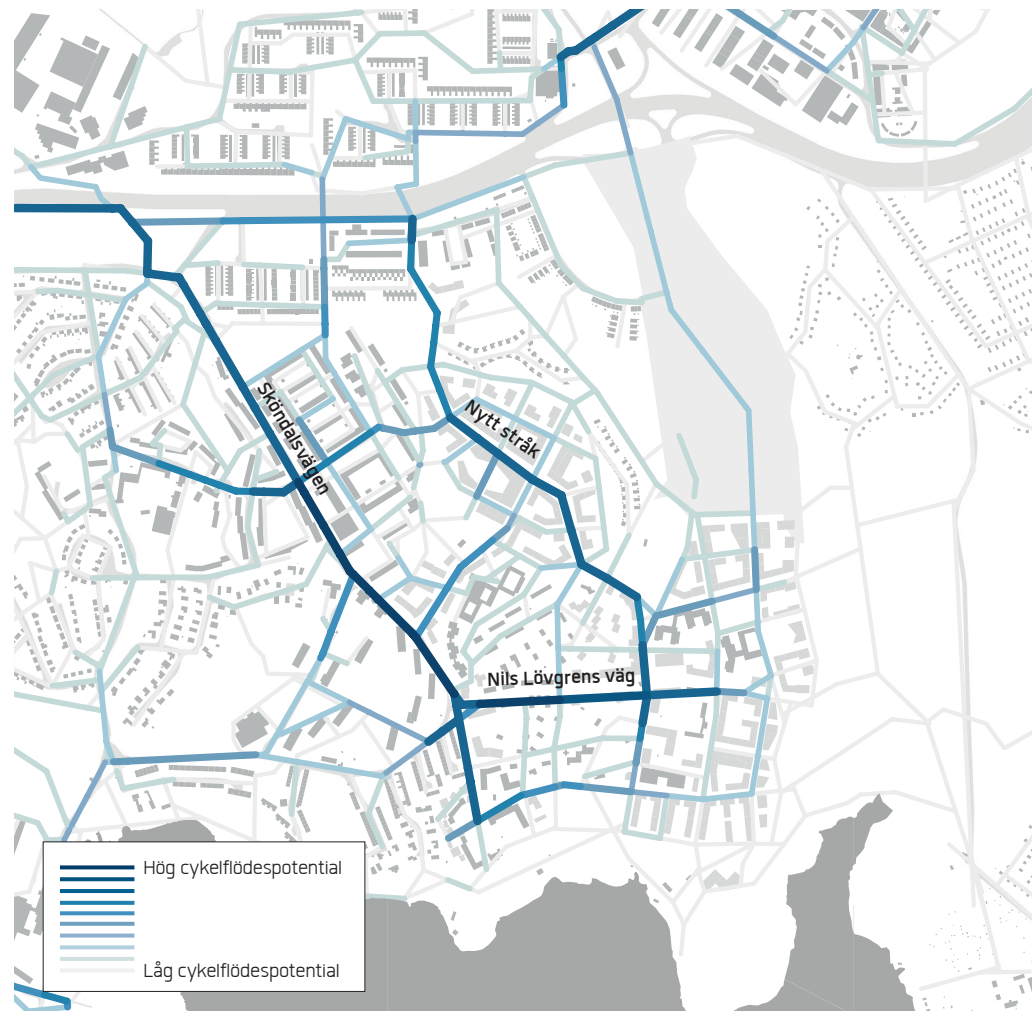 Sköndalsvägen
Nytt stråk
Nils Lövgrens väg
Hög cykelflödespotential
Låg cykelflödespotential